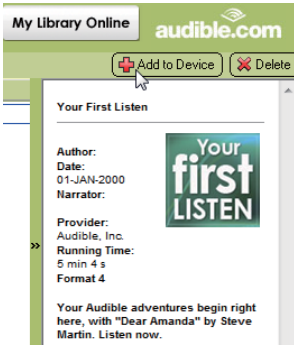 My Library Online
audible.com
Add to Device
Delete
Your First Listen
Author:
Date:
01-JAN-2000
Narrator:
Your
first
LISTEN
Provider:
Audible, Inc.
Running Time:
5 min 4 s
Format 4
»
Your Audible adventures begin right
here, with "Dear Amanda" by Steve
Martin. Listen now.